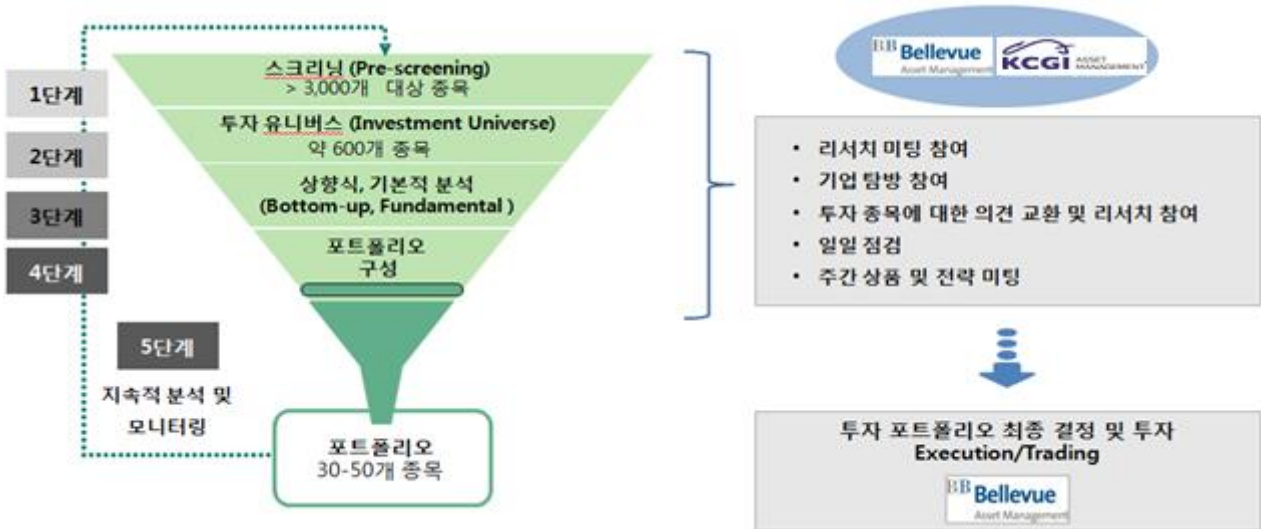 1단계
2단계
3단계
4단계
스크리닝 (Pre-screening)
> 3,000개 대상 종목
투자 유니버스 (Investment Universe)
약 600개 종목
상향식, 기본적 분석
(Bottom-up, Fundamental )
포트폴리오
구성
5단계
지속적 분석 및
모니터링
포트폴리오
30-50개 종목
BB Bellevue
Asset Management
KCGI ASSET
MANAGEMENT
• 리서치 미팅 참여
• 기업 탐방 참여
• 투자 종목에 대한 의견 교환 및 리서치 참여
• 일일 점검
• 주간 상품 및 전략 미팅
투자 포트폴리오 최종 결정 및 투자
Execution/Trading
BB Bellevue
Asset Management